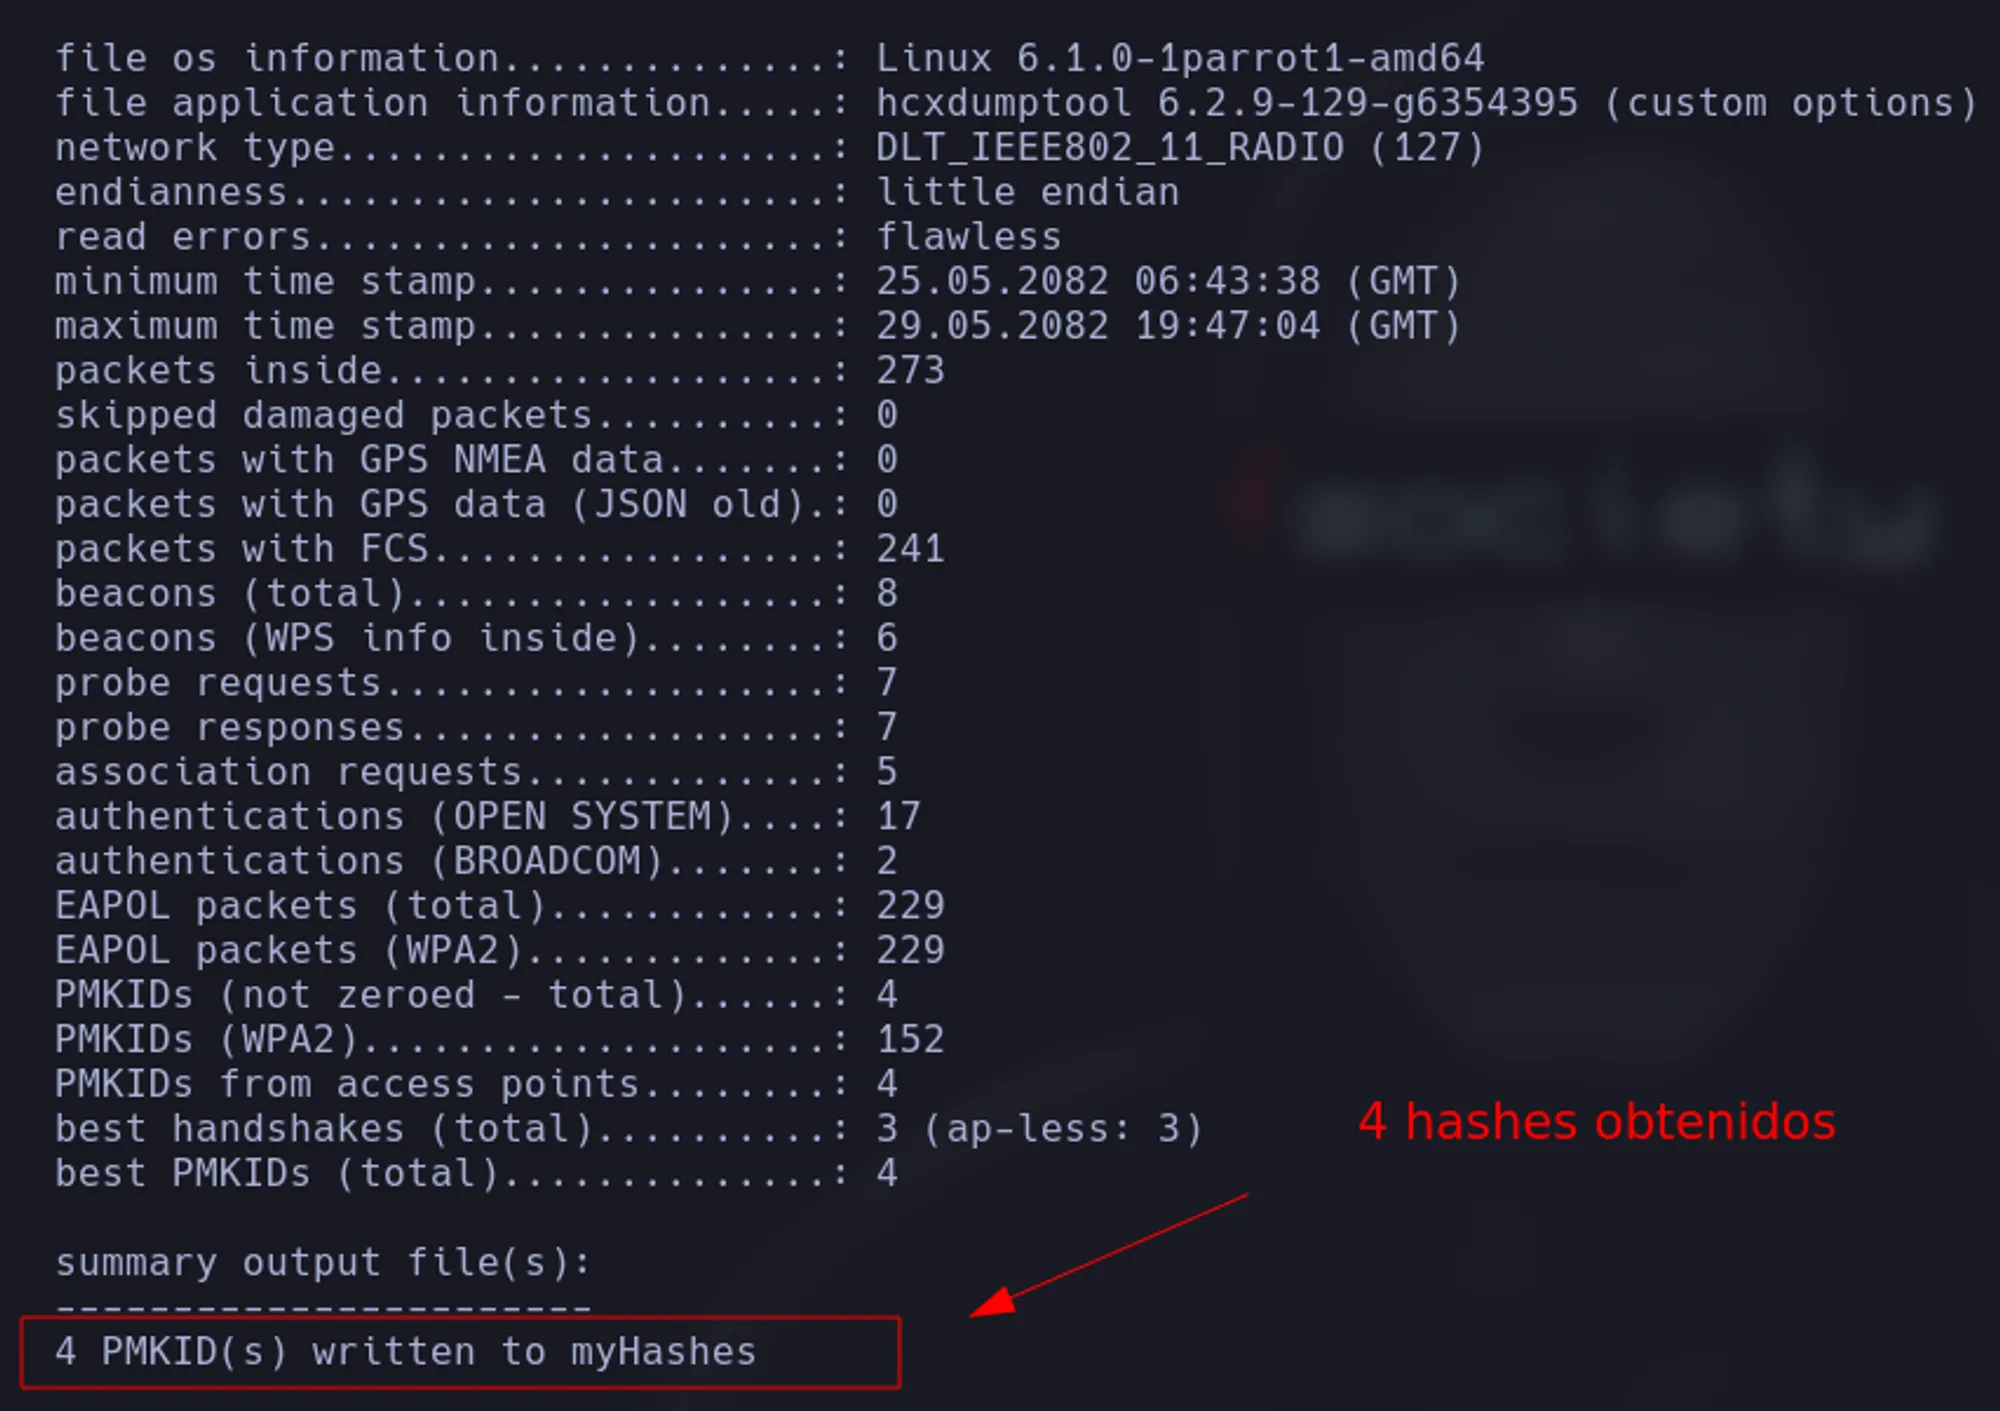 file os information..............: Linux 6.1.0-1parrot1-amd64
file application information.....: hcxdumptool 6.2.9-129-g6354395 (custom options)
network type.....................: DLT_IEEE802_11_RADIO (127)
endianness.......................: little endian
read errors......................: flawless
minimum time stamp...............: 25.05.2082 06:43:38 (GMT)
maximum time stamp...............: 29.05.2082 19:47:04 (GMT)
packets inside...................: 273
skipped damaged packets..........: 0
packets with GPS NMEA data.......: 0
packets with GPS data (JSON old).: 0
packets with FCS.................: 241
beacons (total)..................: 8
beacons (WPS info inside)........: 6
probe requests...................: 7
probe responses..................: 7
association requests.............: 5
authentications (OPEN SYSTEM)....: 17
authentications (BROADCOM).......: 2
EAPOL packets (total)............: 229
EAPOL packets (WPA2).............: 229
PMKIDs (not zeroed - total)......: 4
PMKIDs (WPA2)....................: 152
PMKIDs from access points........: 4
best handshakes (total)..........: 3 (ap-less: 3)
best PMKIDs (total)..............: 4
4 hashes obtenidos
summary output file(s):
-----------------------
4 PMKID(s) written to myHashes
society